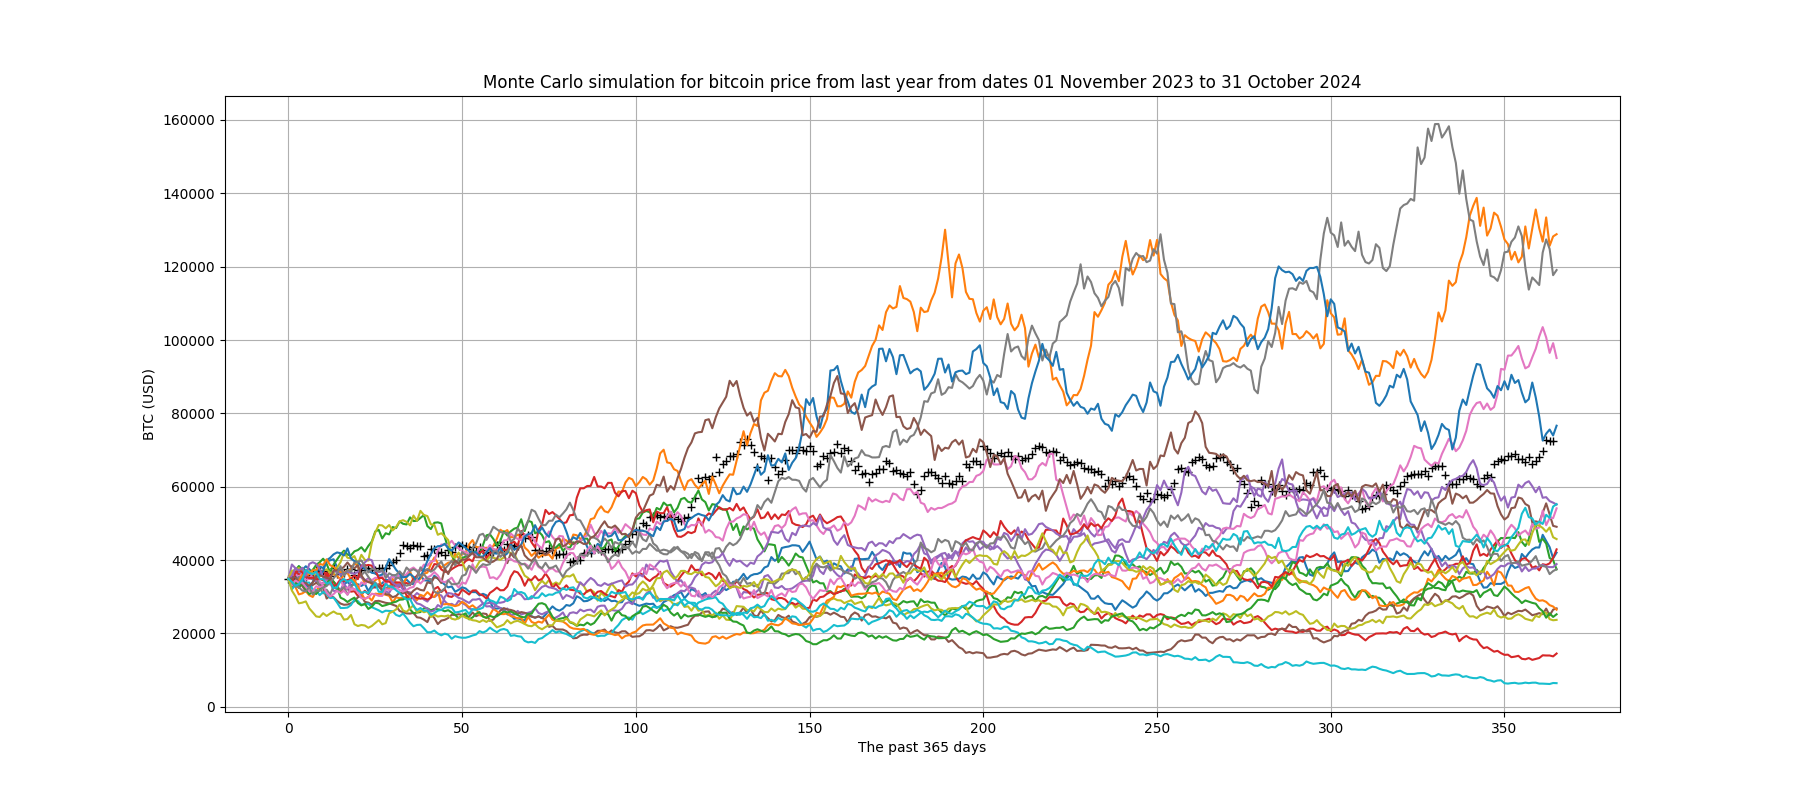 Monte Carlo simulation for bitcoin price from last year from dates 01 November 2023 to 31 October 2024
160000
140000
120000
100000
80000
60000
40000
20000
0
BTC (USD)
0 50 100 150 200 250 300 350
The past 365 days